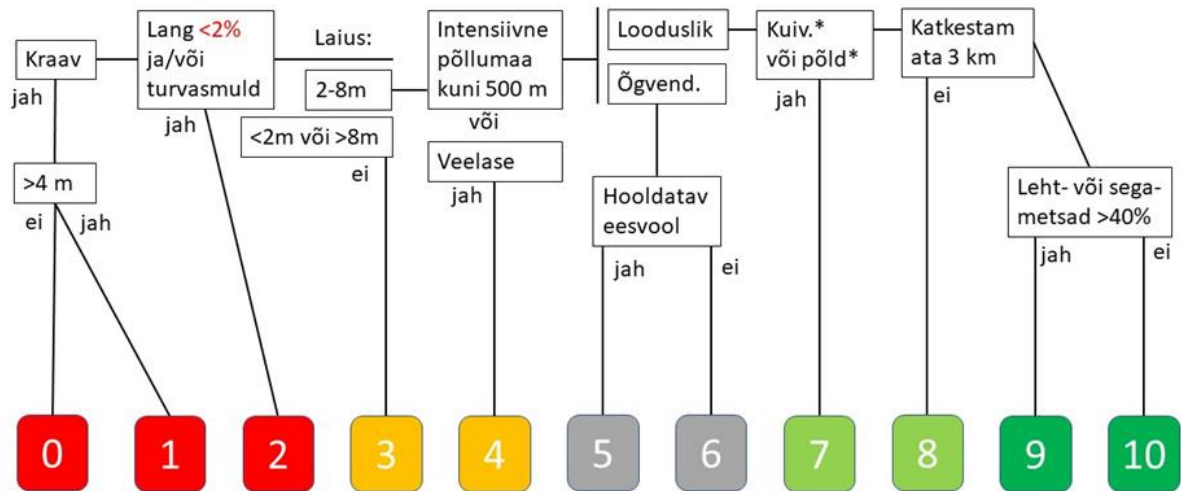 Kraav
jah
>4 m
ei
jah
Lang <2%
ja/või
turvasmuld
jah
Laius:
2-8m
<2m või >8m
ei
Intensiivne
põllumaa
kuni 500 m
või
Veelase
jah
Looduslik
Õgvend.
Hooldatav
eesvool
jah
ei
Kuiv.*
või põld*
jah
Katkestam
ata 3 km
ei
Leht- või sega-
metsad >40%
jah
ei
0
1
2
3
4
5
6
7
8
9
10